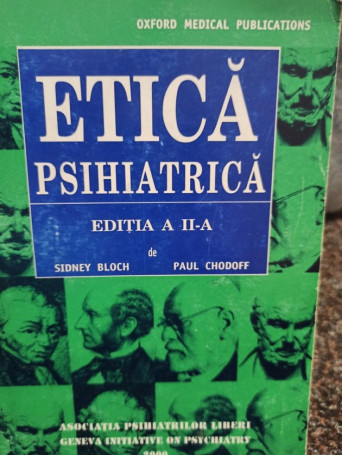 OXFORD MEDICAL PUBLICATIONS
ETICĂ
PSIHIATRICĂ
EDIȚIA A II-A
de
SIDNEY BLOCH PAUL CHODOFF
ASOCIAȚIA PSIHIATRILOR LIBERI
GENEVA INITIATIVE ON PSYCHIATRY
2000